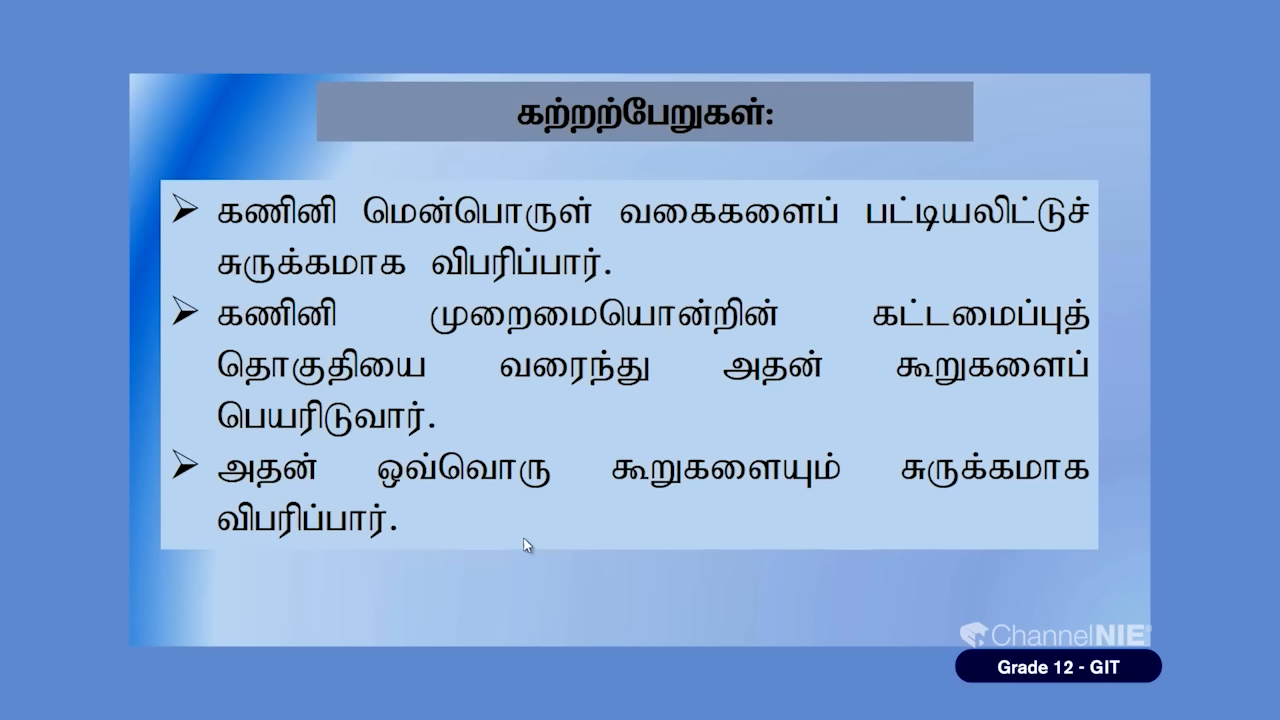 கற்றற்பேறுகள்:
➢ கணினி மென்பொருள் வகைகளைப் பட்டியலிட்டுச்
சுருக்கமாக விபரிப்பார்.
➢ கணினி முறைமையொன்றின் கட்டமைப்புத்
தொகுதியை வரைந்து அதன் கூறுகளைப்
பெயரிடுவார்.
➢ அதன் ஒவ்வொரு கூறுகளையும் சுருக்கமாக
விபரிப்பார்.
ChannelNIE
Grade 12 - GIT